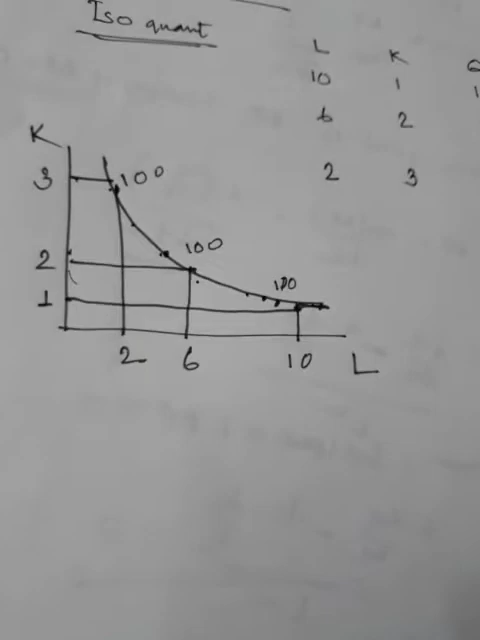 Iso quant
L K
10 1
6 2
2 3
K
3 100
2 100
1 100
2 6 10 L